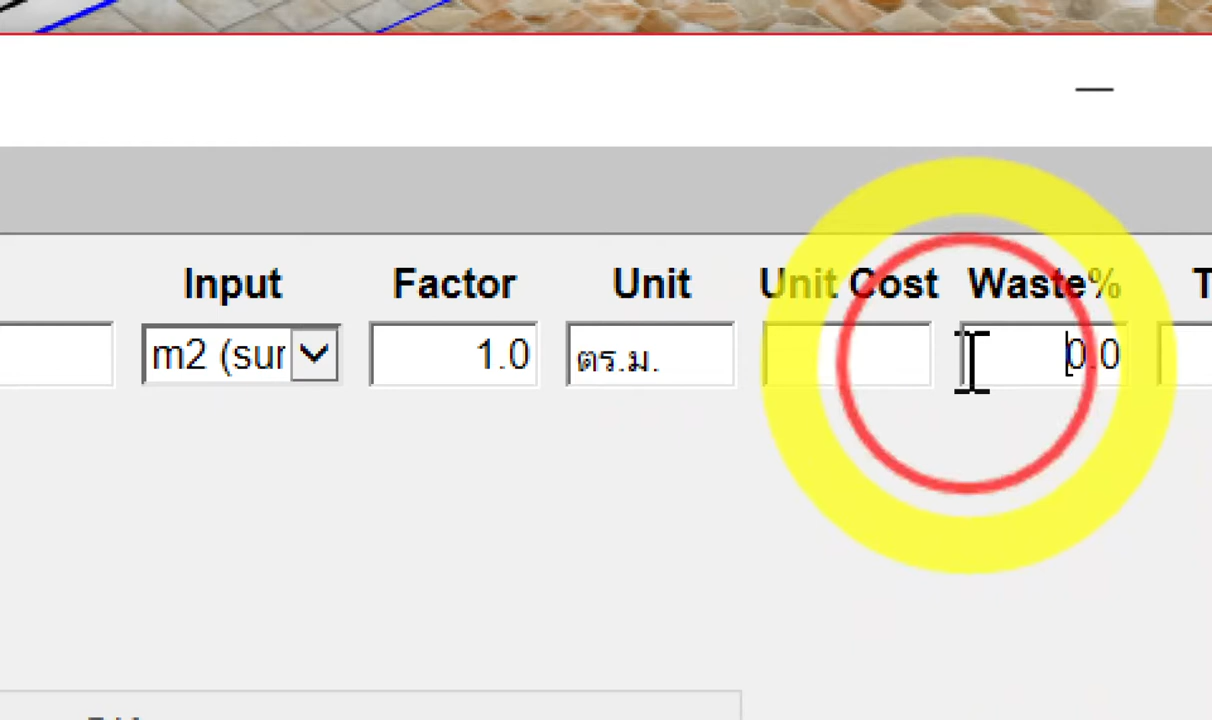 Input Factor Unit Unit Cost Waste%
m2 (sur 1.0 ตร.ม. 0.0